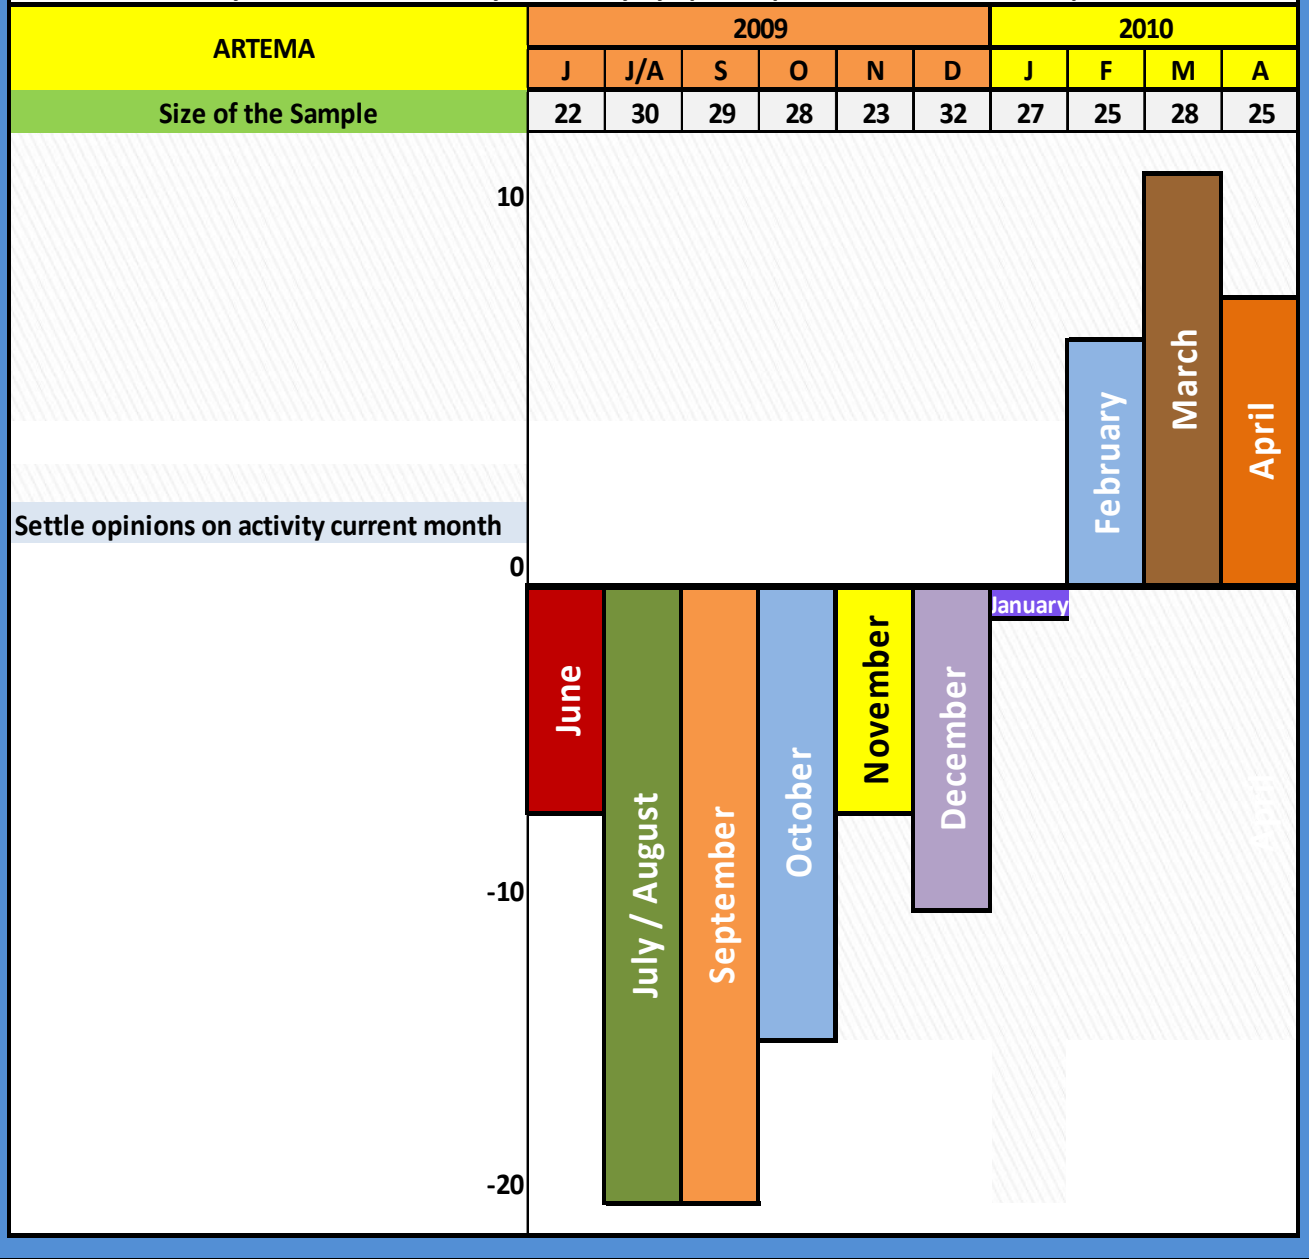 ARTEMA
2009
2010
J J/A S O N D J F M A
Size of the Sample
22 30 29 28 23 32 27 25 28 25
10
Settle opinions on activity current month
0
-10
-20
June
July / August
September
October
November
December
January
February
March
April
April